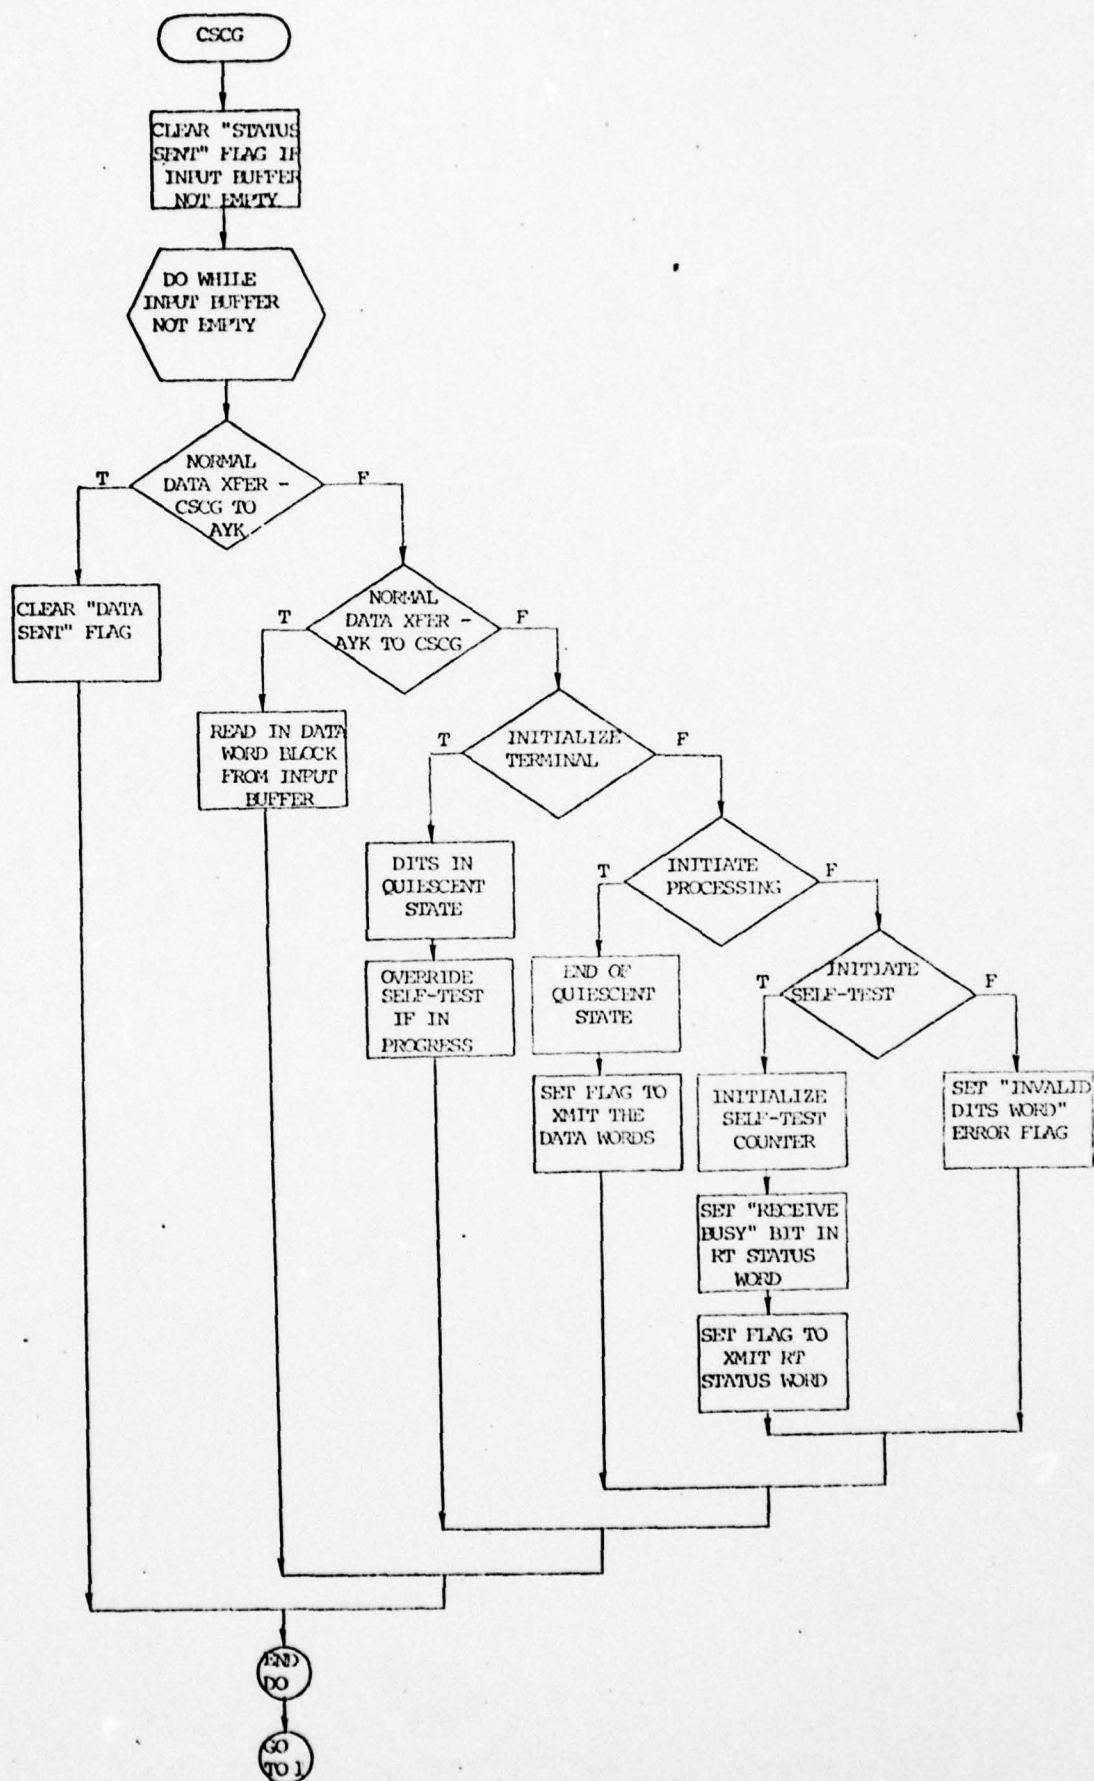 CSCG
CLEAR "STATUS
SENT" FLAG IF
INPUT BUFFER
NOT EMPTY
DO WHILE
INPUT BUFFER
NOT EMPTY
NORMAL
DATA XFER -
CSCG TO
AYK
T
F
CLEAR "DATA
SENT" FLAG
NORMAL
DATA XFER -
AYK TO CSCG
T
F
READ IN DATA
WORD BLOCK
FROM INPUT
BUFFER
INITIALIZE
TERMINAL
T
F
DITS IN
QUIESCENT
STATE
OVERRIDE
SELF-TEST
IF IN
PROGRESS
INITIATE
PROCESSING
T
F
END OF
QUIESCENT
STATE
SET FLAG TO
XMIT THE
DATA WORDS
INITIATE
SELF-TEST
T
F
INITIALIZE
SELF-TEST
COUNTER
SET "RECEIVE
BUSY" BIT IN
RT STATUS
WORD
SET FLAG TO
XMIT RT
STATUS WORD
SET "INVALID
DITS WORD"
ERROR FLAG
END
DO
GO
TO 1